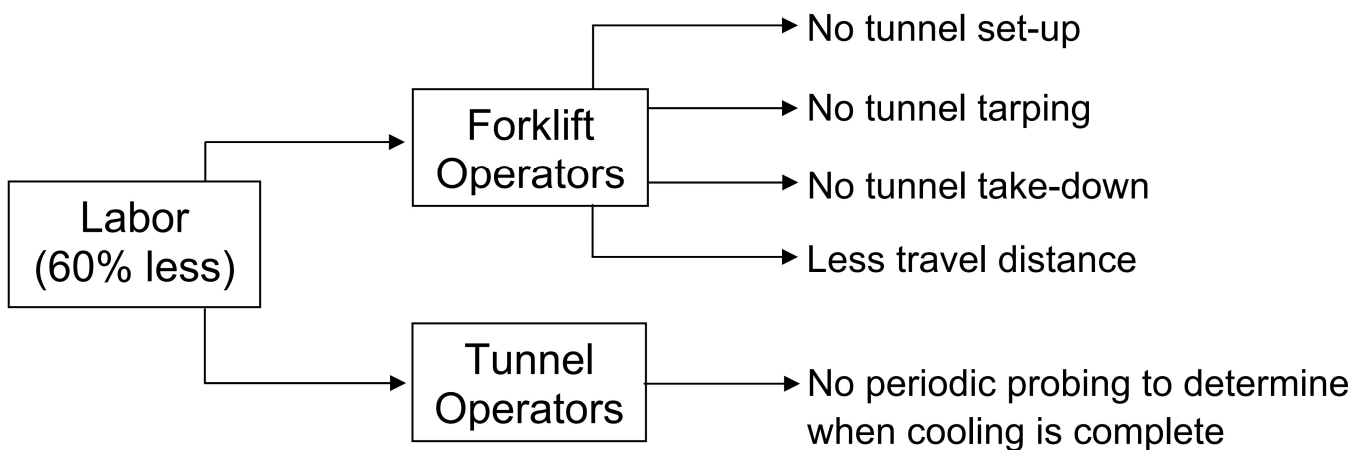 Labor
(60% less)
Forklift
Operators
No tunnel set-up
No tunnel tarping
No tunnel take-down
Less travel distance
Tunnel
Operators
No periodic probing to determine
when cooling is complete